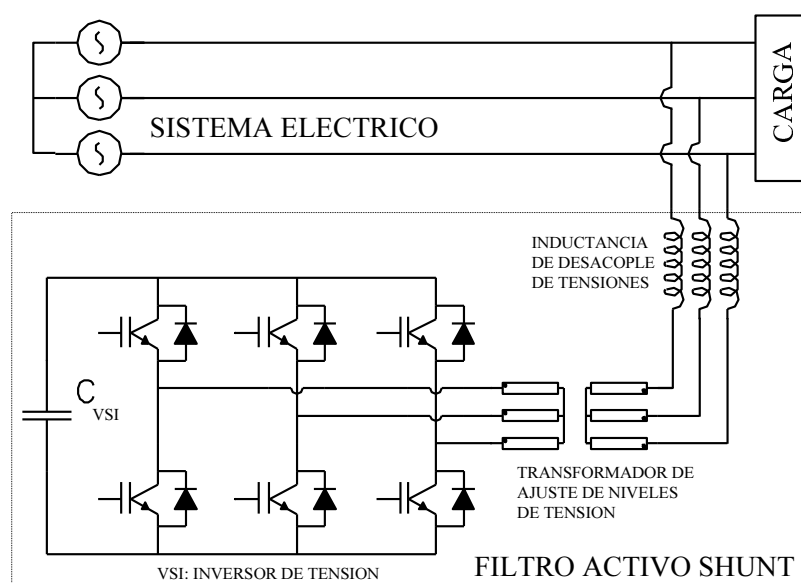 CARGA
SISTEMA ELECTRICO
INDUCTANCIA
DE DESACOPLE
DE TENSIONES
C
VSI
TRANSFORMADOR DE
AJUSTE DE NIVELES
DE TENSION
VSI: INVERSOR DE TENSION
FILTRO ACTIVO SHUNT